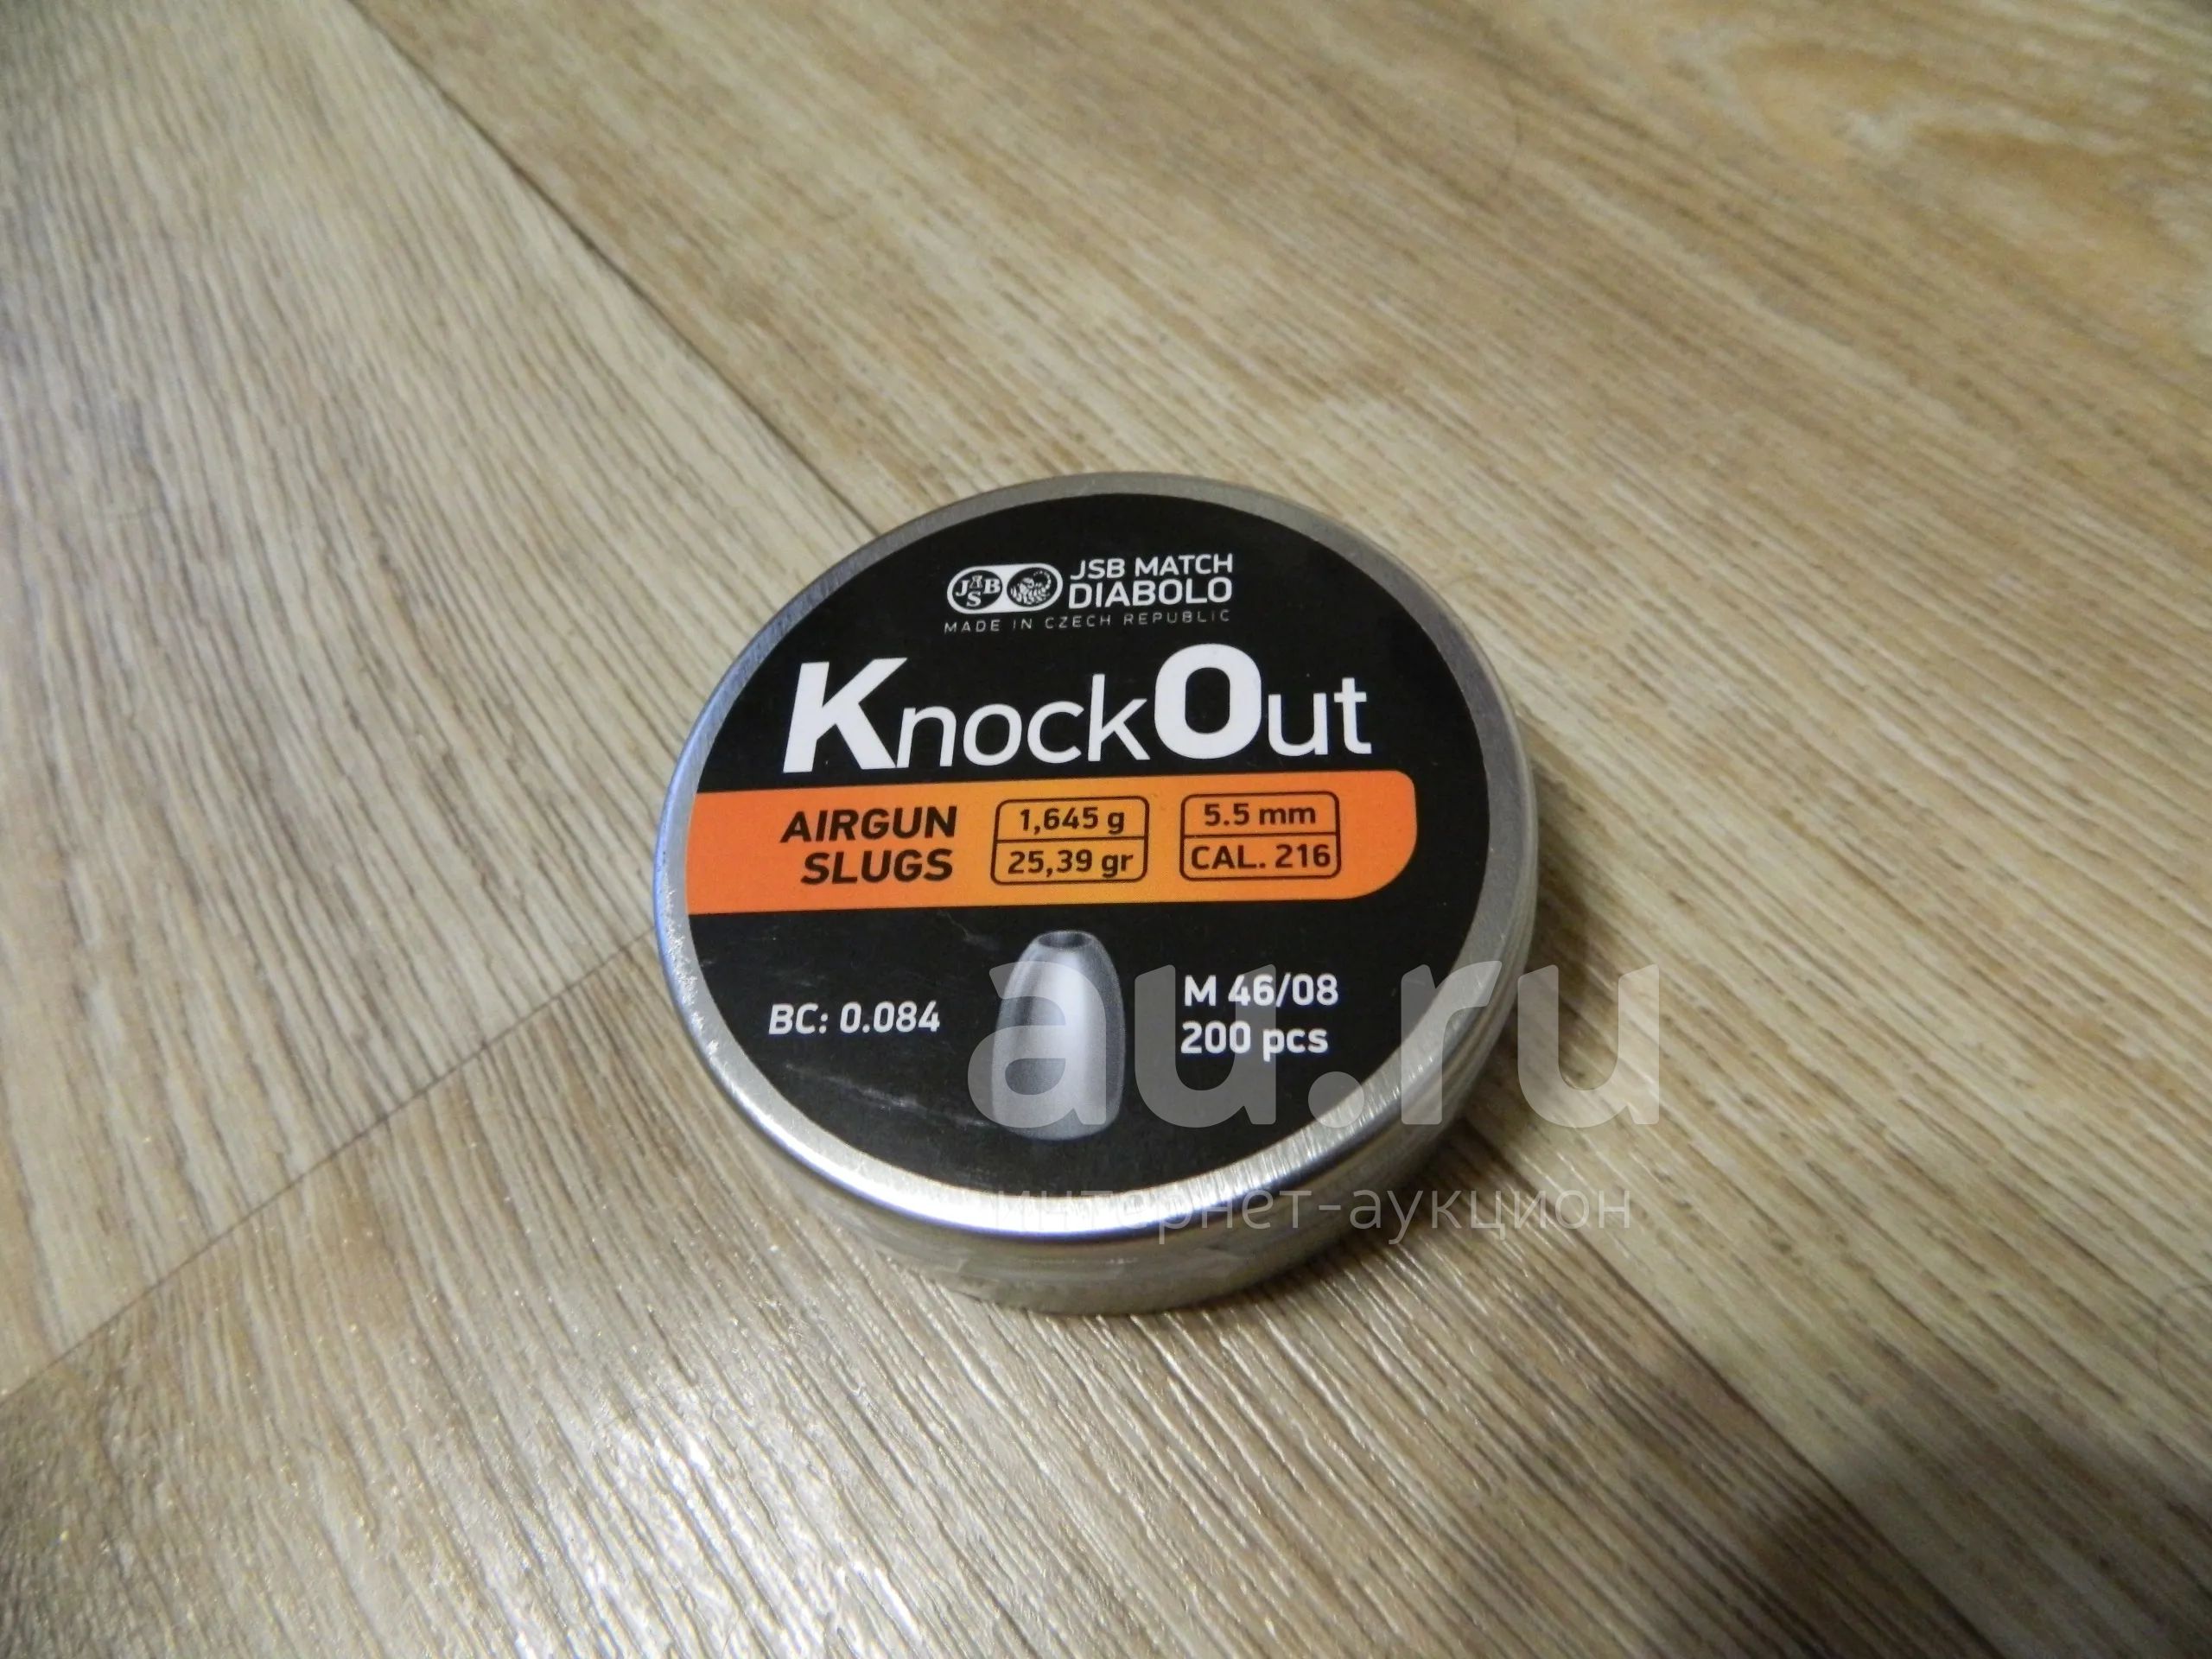 JSB
JSB MATCH
DIABOLO
MADE IN CZECH REPUBLIC
KnockOut
AIRGUN
SLUGS
1,645 g
25,39 gr
5.5 mm
CAL. 216
BC: 0.084
M 46/08
200 pcs
au.ru
интернет-аукцион